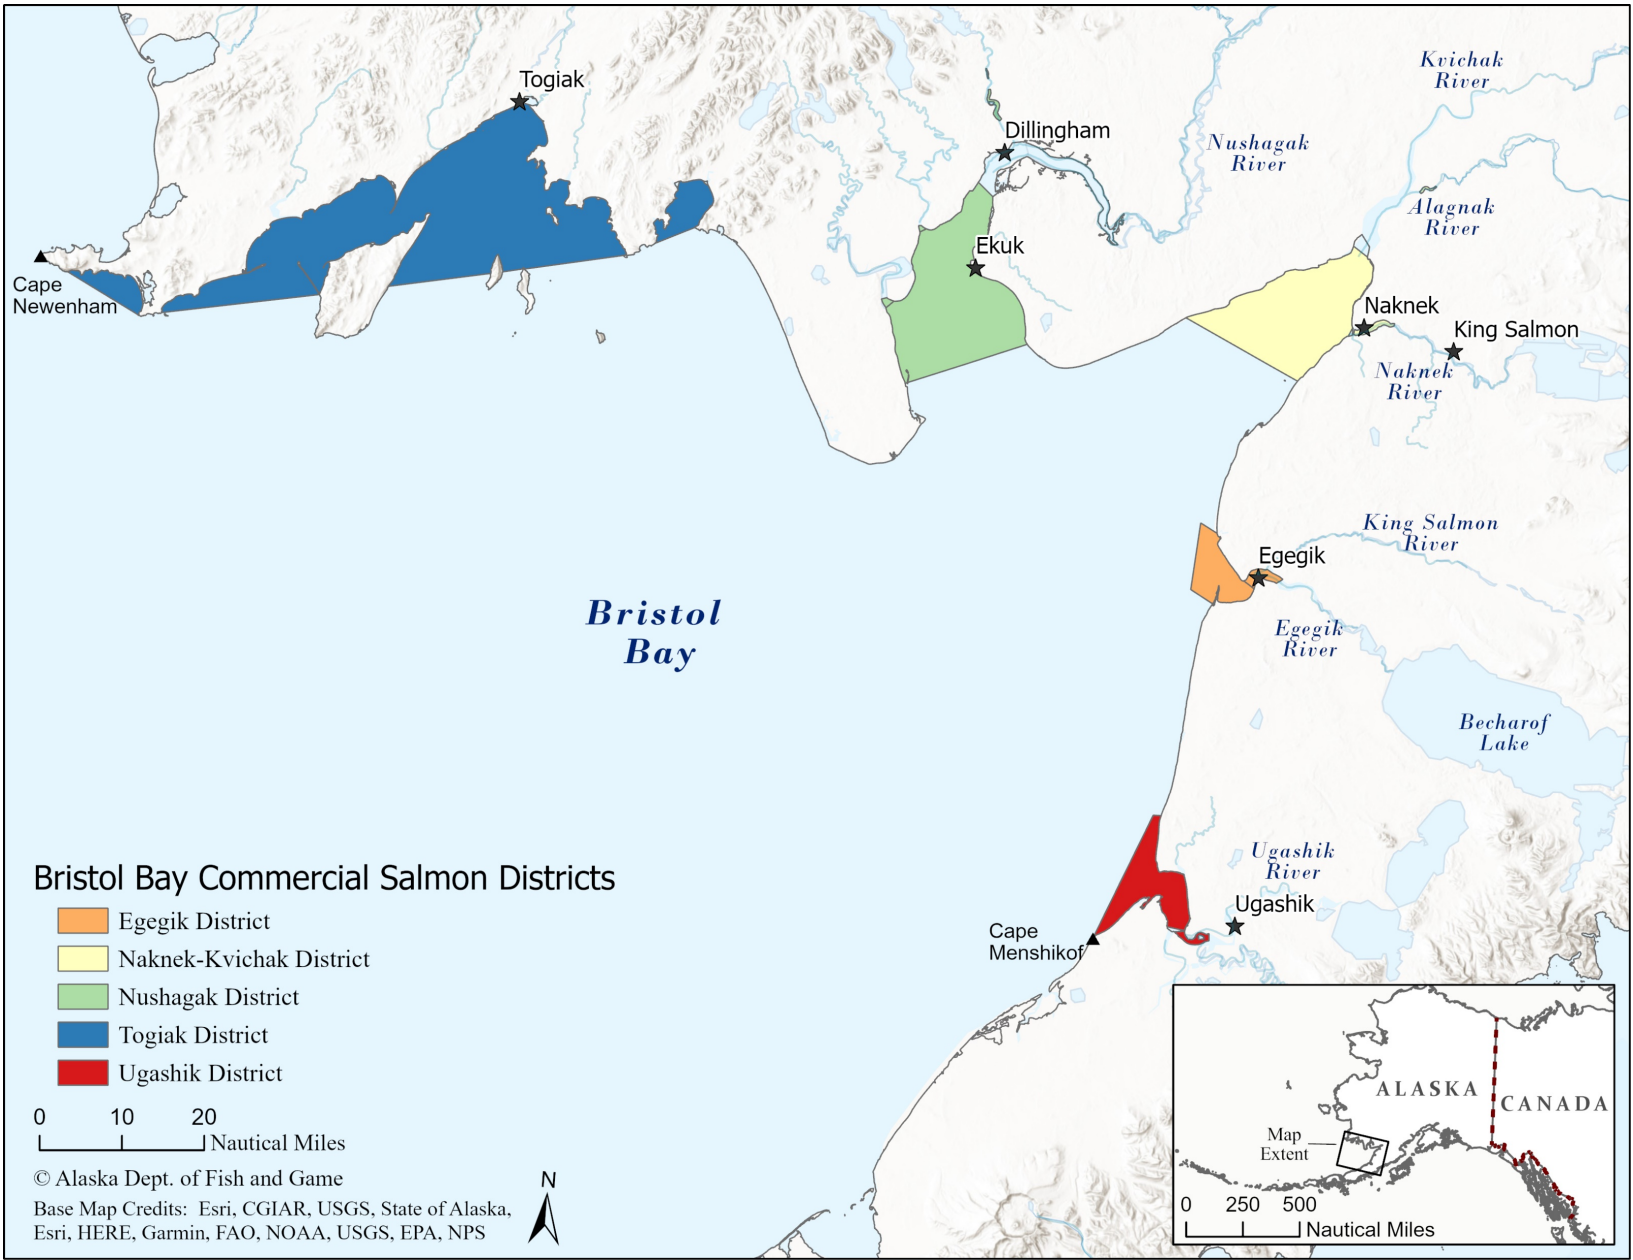 Togiak
Kvichak
River
Dillingham
Nushagak
River
Alagnak
River
Ekuk
Cape
Newenham
Naknek
King Salmon
Naknek
River
King Salmon
River
Egegik
Bristol
Bay
Egegik
River
Becharof
Lake
Ugashik
River
Ugashik
Cape
Menshikof
Bristol Bay Commercial Salmon Districts
Egegik District
Naknek-Kvichak District
Nushagak District
Togiak District
Ugashik District
0 10 20
Nautical Miles
© Alaska Dept. of Fish and Game
Base Map Credits: Esri, CGIAR, USGS, State of Alaska,
Esri, HERE, Garmin, FAO, NOAA, USGS, EPA, NPS
N
ALASKA
CANADA
Map
Extent
0 250 500
Nautical Miles